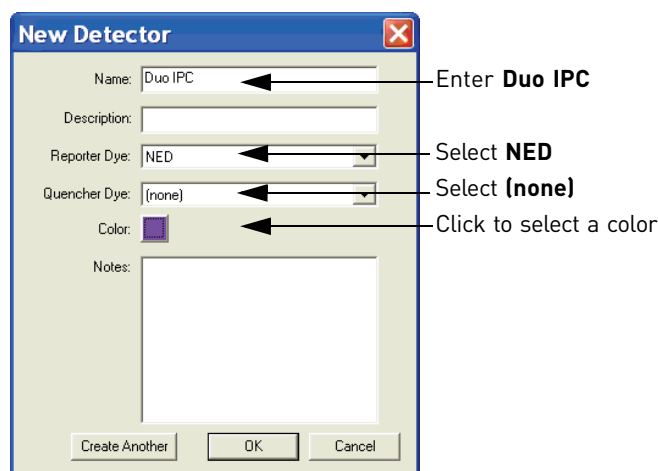 New Detector
Name: Duo IPC Enter Duo IPC
Description:
Reporter Dye: NED Select NED
Quencher Dye: (none) Select (none)
Color: Click to select a color
Notes:
Create Another OK Cancel